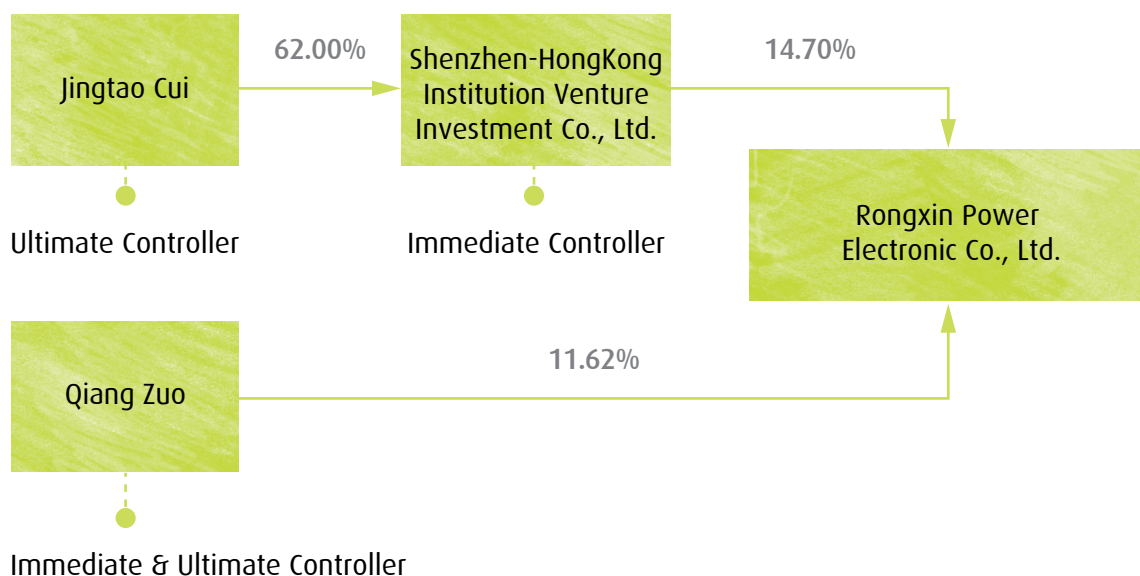 62.00%
14.70%
Jingtao Cui
Shenzhen-HongKong
Institution Venture
Investment Co., Ltd.
Rongxin Power
Electronic Co., Ltd.
Ultimate Controller
Immediate Controller
11.62%
Qiang Zuo
Immediate & Ultimate Controller